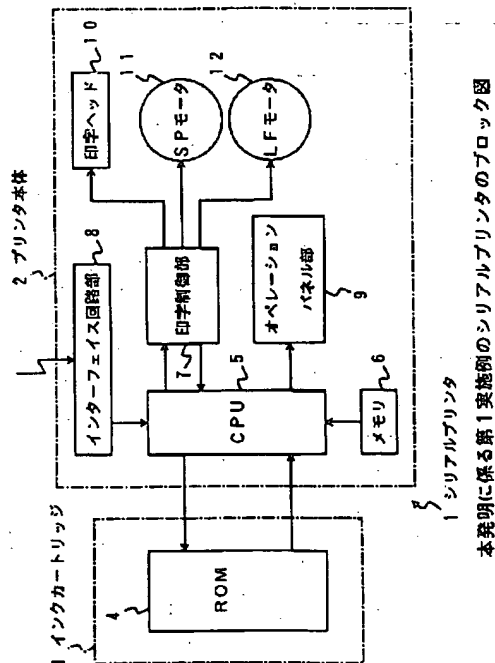 2 プリンタ本体
インクカートリッジ
インターフェイス回路部
8
印字ヘッド
10
SPモータ
11
LFモータ
12
印字制御部
7
CPU
5
ROM
4
オペレーション
パネル部
9
メモリ
6
1 シリアルプリンタ
本発明に係る第1実施例のシリアルプリンタのブロック図